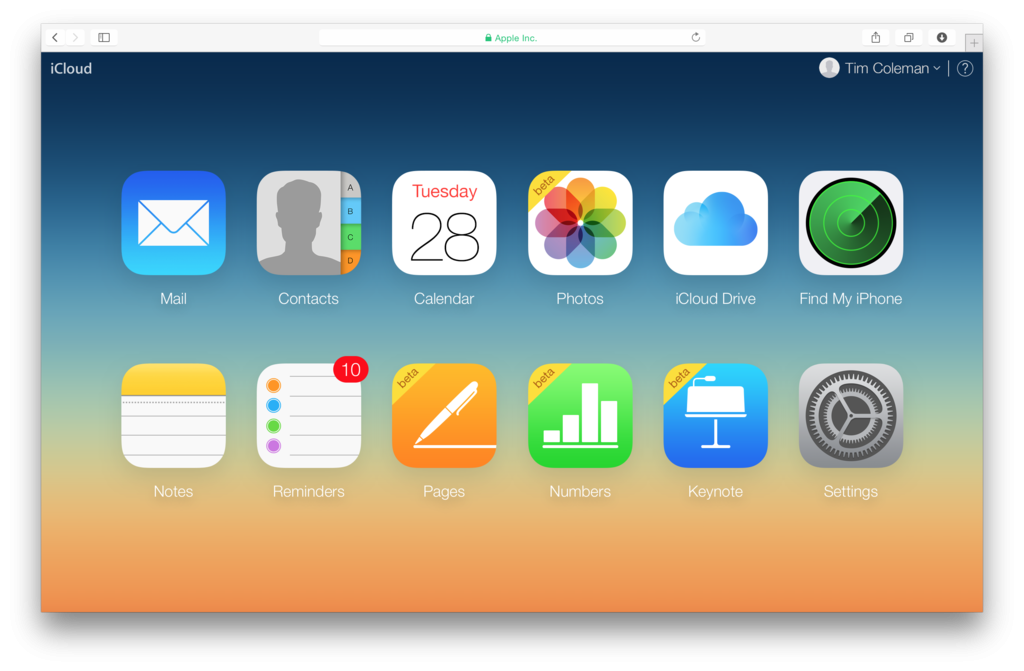 Apple Inc.
iCloud
Tim Coleman
?
A
B
C
D
Tuesday
28
beta
Mail
Contacts
Calendar
Photos
iCloud Drive
Find My iPhone
10
beta
beta
beta
Notes
Reminders
Pages
Numbers
Keynote
Settings